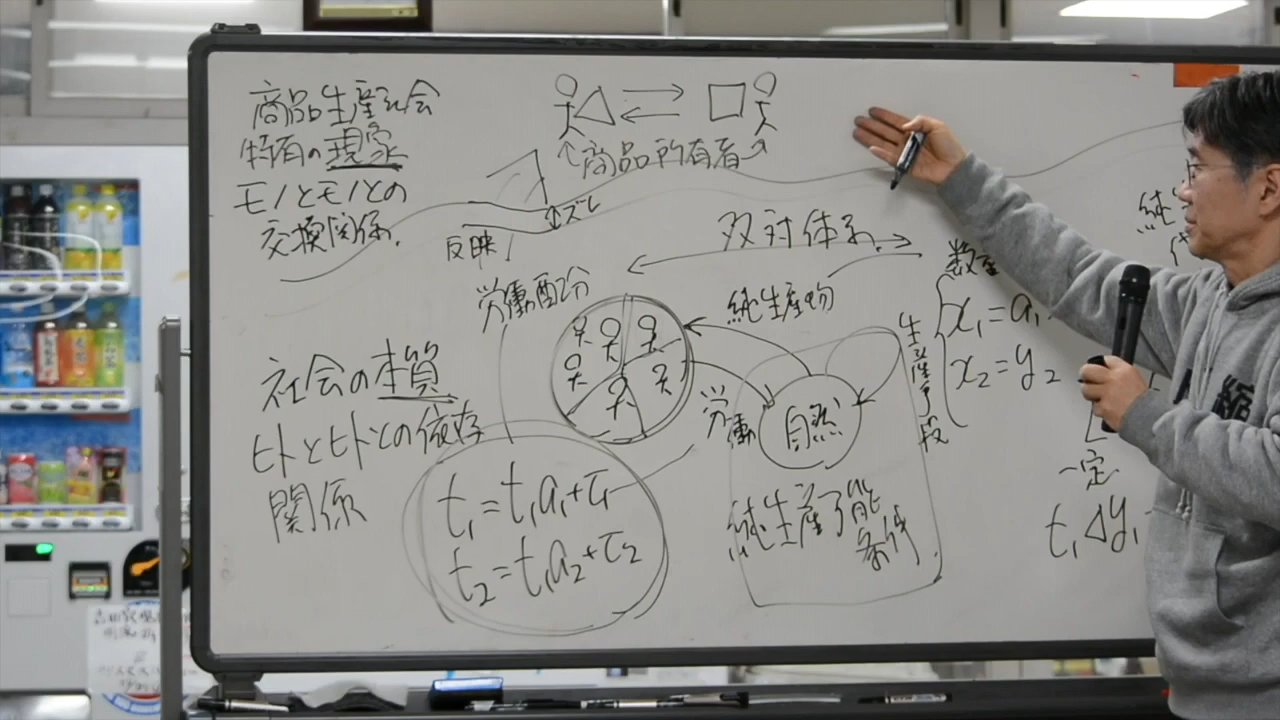 商品生産社会
特有の現象
モノとモノとの
交換関係.
商品所有者
ズレ
反映
双対体系.
労働配分
純生産物
数量
社会の本質
ヒトとヒトとの依存
関係
労働
自然
生産手段
x₁=a₁
x₂=y₂
t₁=t₁a₁+τ₁
t₂=t₁a₂+τ₂
純生産可能
条件.
一定
t₁Δy₁
純